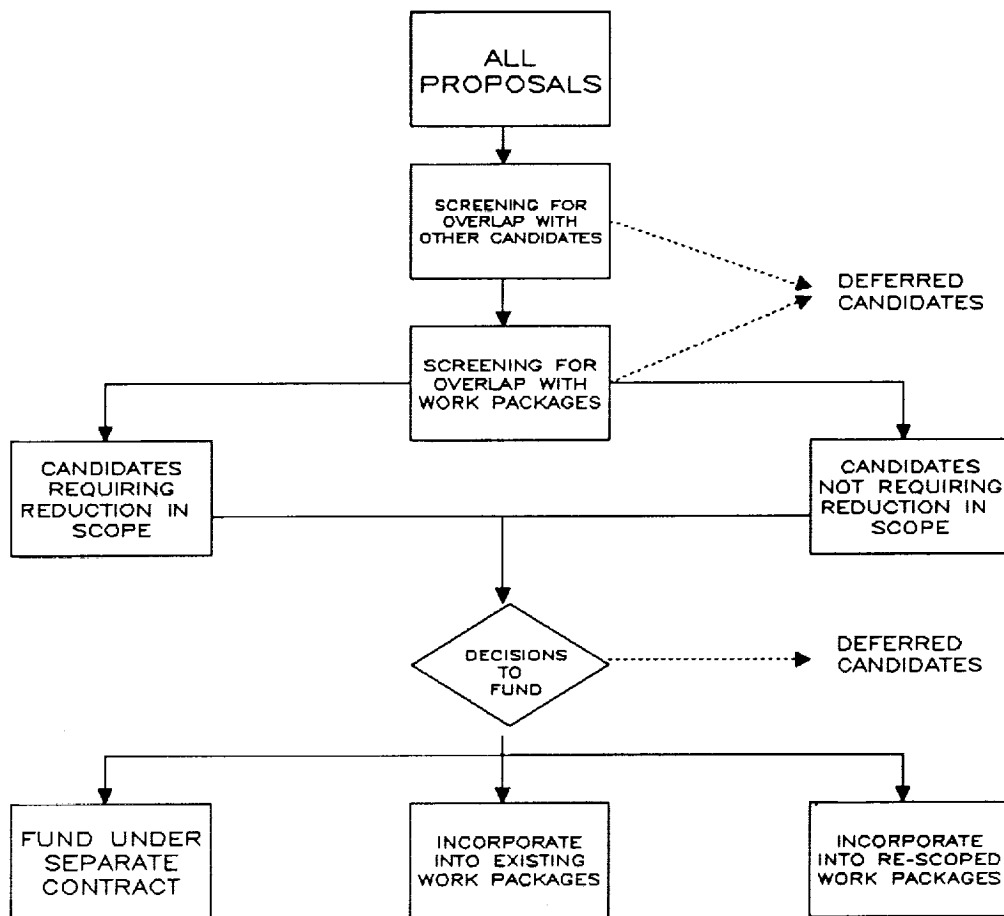 ALL
PROPOSALS
SCREENING FOR
OVERLAP WITH
OTHER CANDIDATES
DEFERRED
CANDIDATES
SCREENING FOR
OVERLAP WITH
WORK PACKAGES
CANDIDATES
REQUIRING
REDUCTION IN
SCOPE
CANDIDATES
NOT REQUIRING
REDUCTION IN
SCOPE
DECISIONS
TO
FUND
DEFERRED
CANDIDATES
FUND UNDER
SEPARATE
CONTRACT
INCORPORATE
INTO EXISTING
WORK PACKAGES
INCORPORATE
INTO RE-SCOPED
WORK PACKAGES